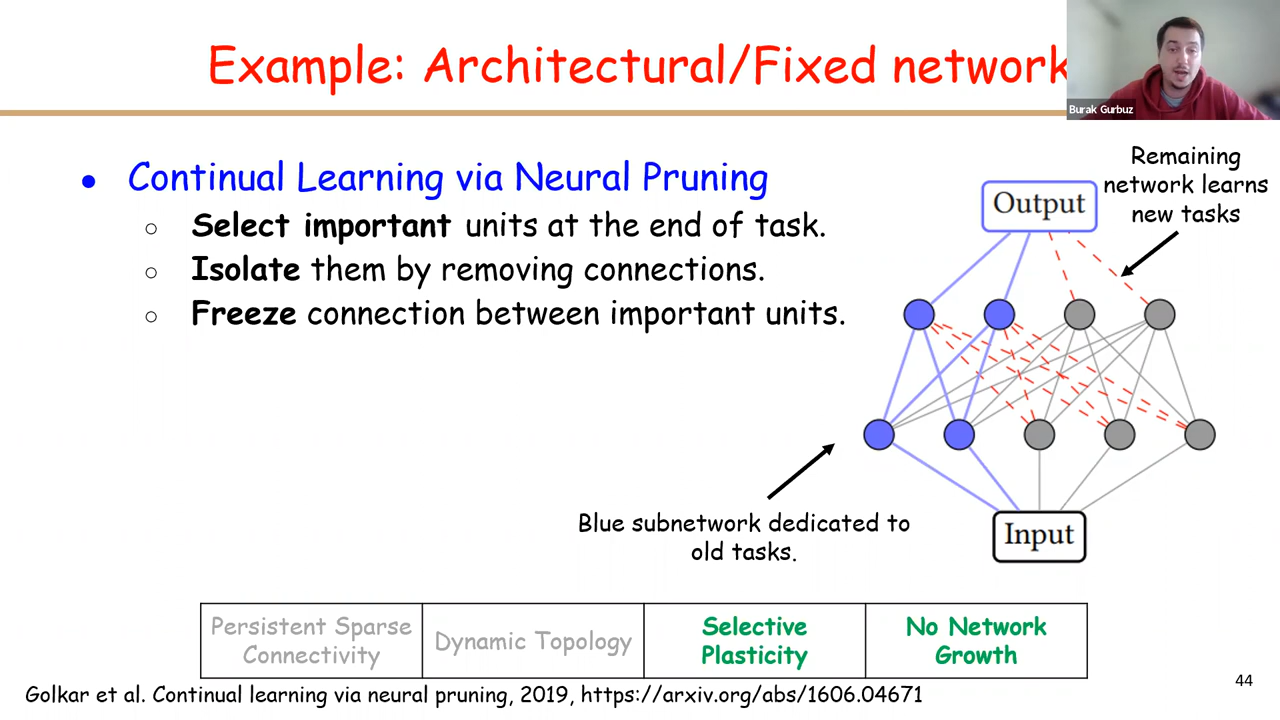 Example: Architectural/Fixed network
Burak Gurbuz
● Continual Learning via Neural Pruning
○ Select important units at the end of task.
○ Isolate them by removing connections.
○ Freeze connection between important units.
Remaining
network learns
new tasks
Output
Blue subnetwork dedicated to
old tasks.
Input
Persistent Sparse
Connectivity
Dynamic Topology
Selective
Plasticity
No Network
Growth
Golkar et al. Continual learning via neural pruning, 2019, https://arxiv.org/abs/1606.04671
44